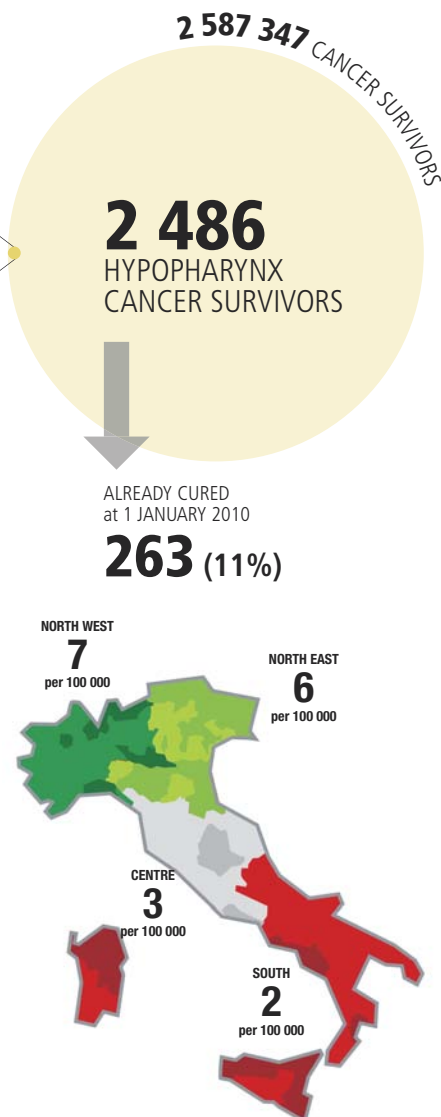 2 587 347 CANCER SURVIVORS
2 486
HYPOPHARYNX
CANCER SURVIVORS
ALREADY CURED
at 1 JANUARY 2010
263 (11%)
NORTH WEST
7
per 100 000
NORTH EAST
6
per 100 000
CENTRE
3
per 100 000
SOUTH
2
per 100 000